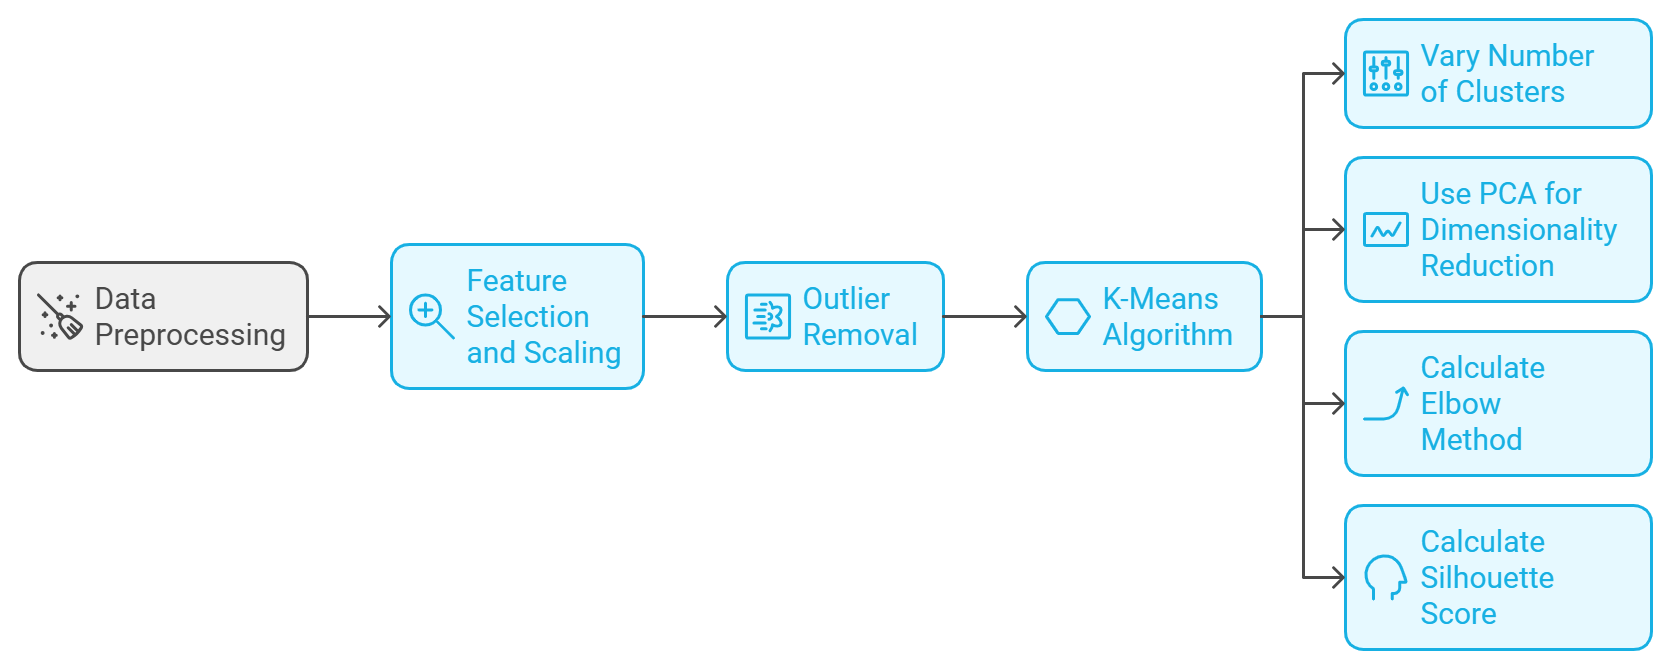 Data
Preprocessing
Feature
Selection
and Scaling
Outlier
Removal
K-Means
Algorithm
Vary Number
of Clusters
Use PCA for
Dimensionality
Reduction
Calculate
Elbow
Method
Calculate
Silhouette
Score